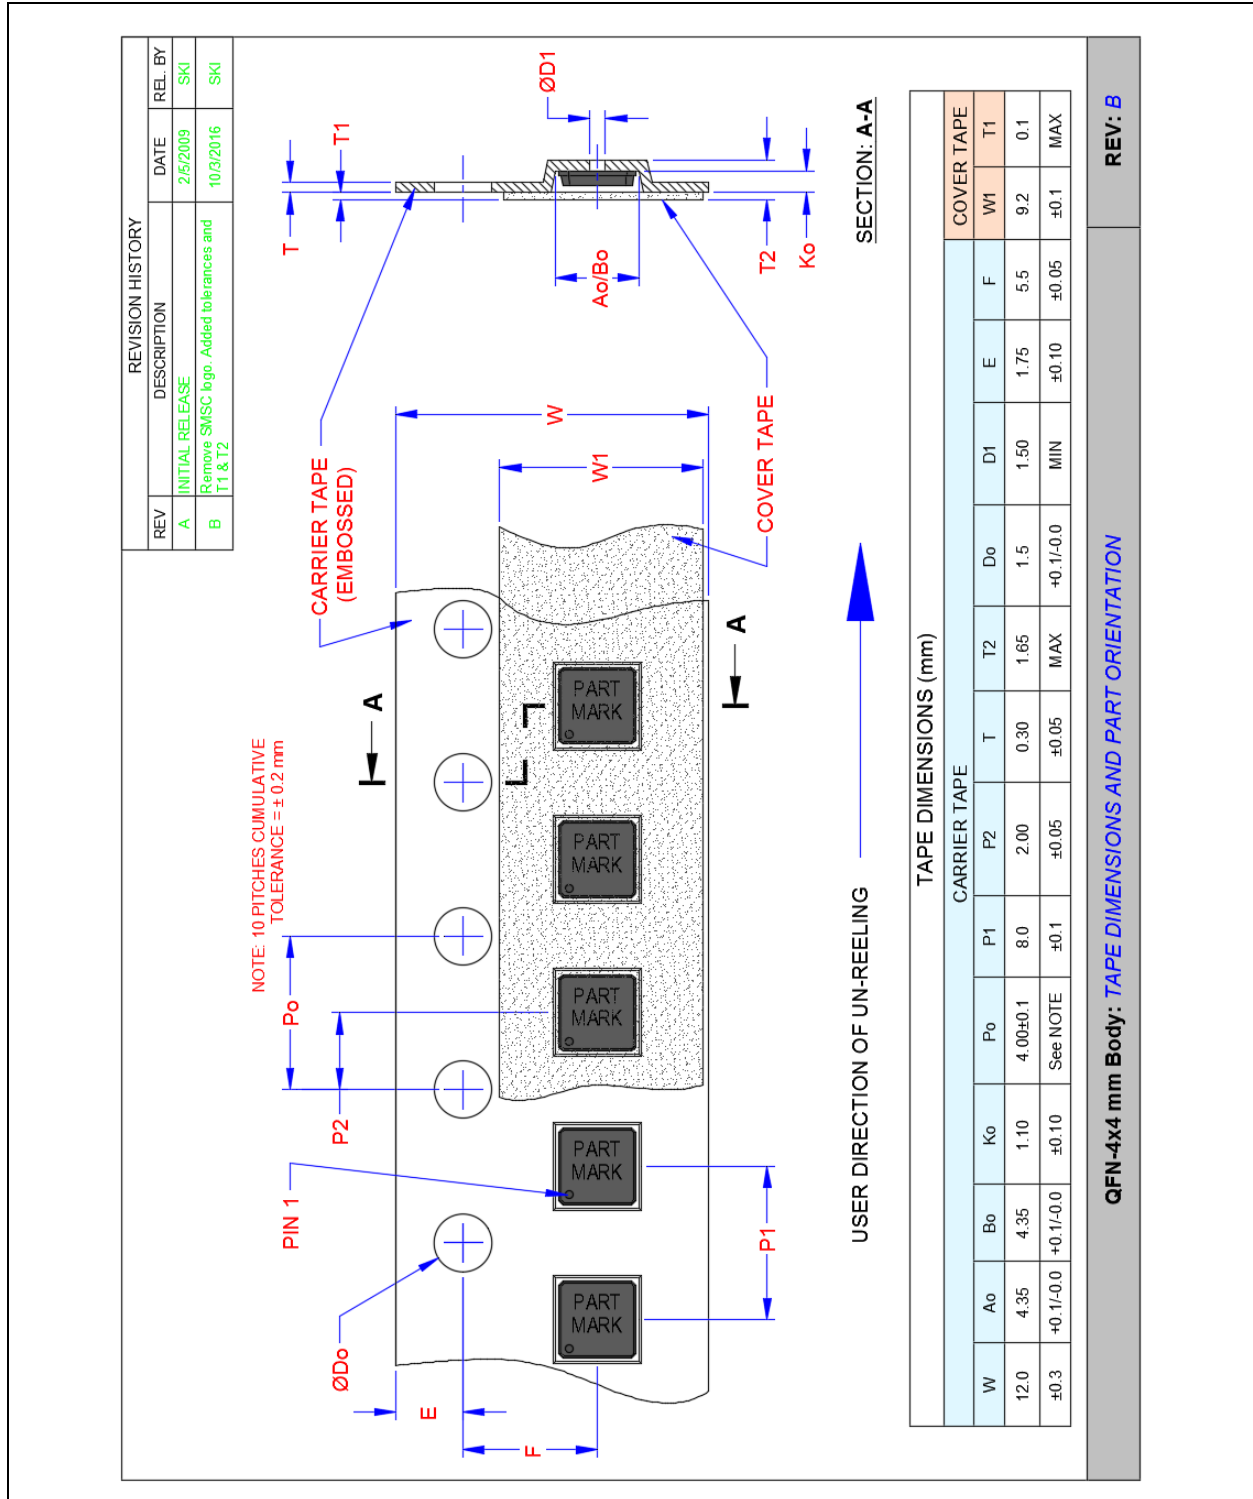 REVISION HISTORY
REV DESCRIPTION DATE REL. BY
A INITIAL RELEASE 2/5/2009 SKI
B Remove SMSC logo. Added tolerances and T1 & T2 10/3/2016 SKI
NOTE: 10 PITCHES CUMULATIVE
TOLERANCE = ± 0.2 mm
CARRIER TAPE
(EMBOSSED)
T
T1
ØD1
Po
P2
PIN 1
ØDo
A
E
F
PART
MARK
PART
MARK
PART
MARK
PART
MARK
PART
MARK
W
W1
Ao/Bo
T2
Ko
P1
A
COVER TAPE
SECTION: A-A
USER DIRECTION OF UN-REELING
TAPE DIMENSIONS (mm)
CARRIER TAPE COVER TAPE
W Ao Bo Ko Po P1 P2 T T2 Do D1 E F W1 T1
12.0 4.35 4.35 1.10 4.00±0.1 8.0 2.00 0.30 1.65 1.5 1.50 1.75 5.5 9.2 0.1
±0.3 +0.1/-0.0 +0.1/-0.0 ±0.10 See NOTE ±0.1 ±0.05 ±0.05 MAX +0.1/-0.0 MIN ±0.10 ±0.05 ±0.1 MAX
QFN-4x4 mm Body: TAPE DIMENSIONS AND PART ORIENTATION REV: B